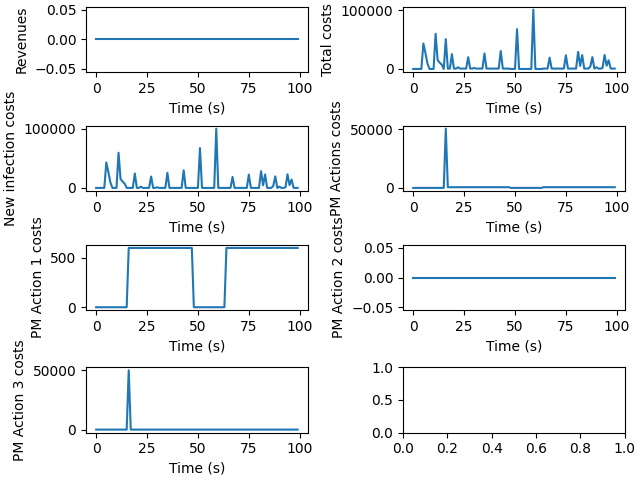 Revenues
0.05
0.00
−0.05
0 25 50 75 100
Time (s)
Total costs
100000
0
0 25 50 75 100
Time (s)
New infection costs
100000
0
0 25 50 75 100
Time (s)
PM Actions costs
50000
0
0 25 50 75 100
Time (s)
PM Action 1 costs
500
0
0 25 50 75 100
Time (s)
PM Action 2 costs
0.05
0.00
−0.05
0 25 50 75 100
Time (s)
PM Action 3 costs
50000
0
0 25 50 75 100
Time (s)
1.0
0.5
0.0
0.0 0.2 0.4 0.6 0.8 1.0